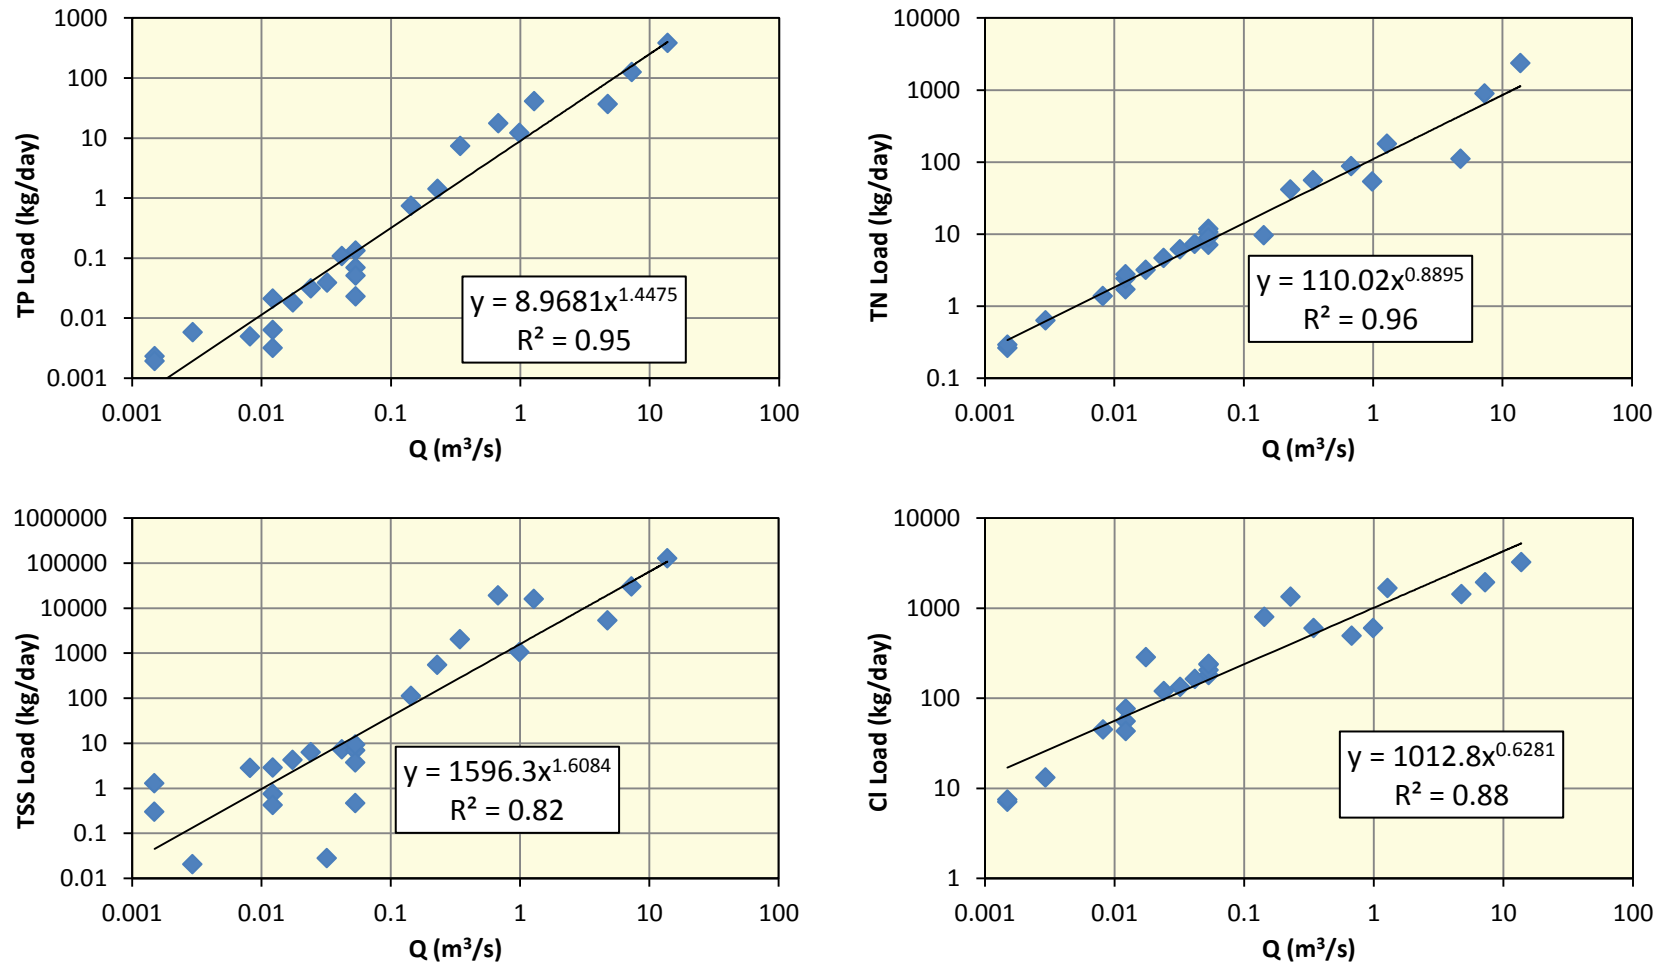 1000
100
10
1
0.1
0.01
0.001
TP Load (kg/day)
y = 8.9681x^1.4475
R² = 0.95
0.001 0.01 0.1 1 10 100
Q (m³/s)
10000
1000
100
10
1
0.1
TN Load (kg/day)
y = 110.02x^0.8895
R² = 0.96
0.001 0.01 0.1 1 10 100
Q (m³/s)
1000000
100000
10000
1000
100
10
1
0.1
0.01
TSS Load (kg/day)
y = 1596.3x^1.6084
R² = 0.82
0.001 0.01 0.1 1 10 100
Q (m³/s)
10000
1000
100
10
1
Cl Load (kg/day)
y = 1012.8x^0.6281
R² = 0.88
0.001 0.01 0.1 1 10 100
Q (m³/s)